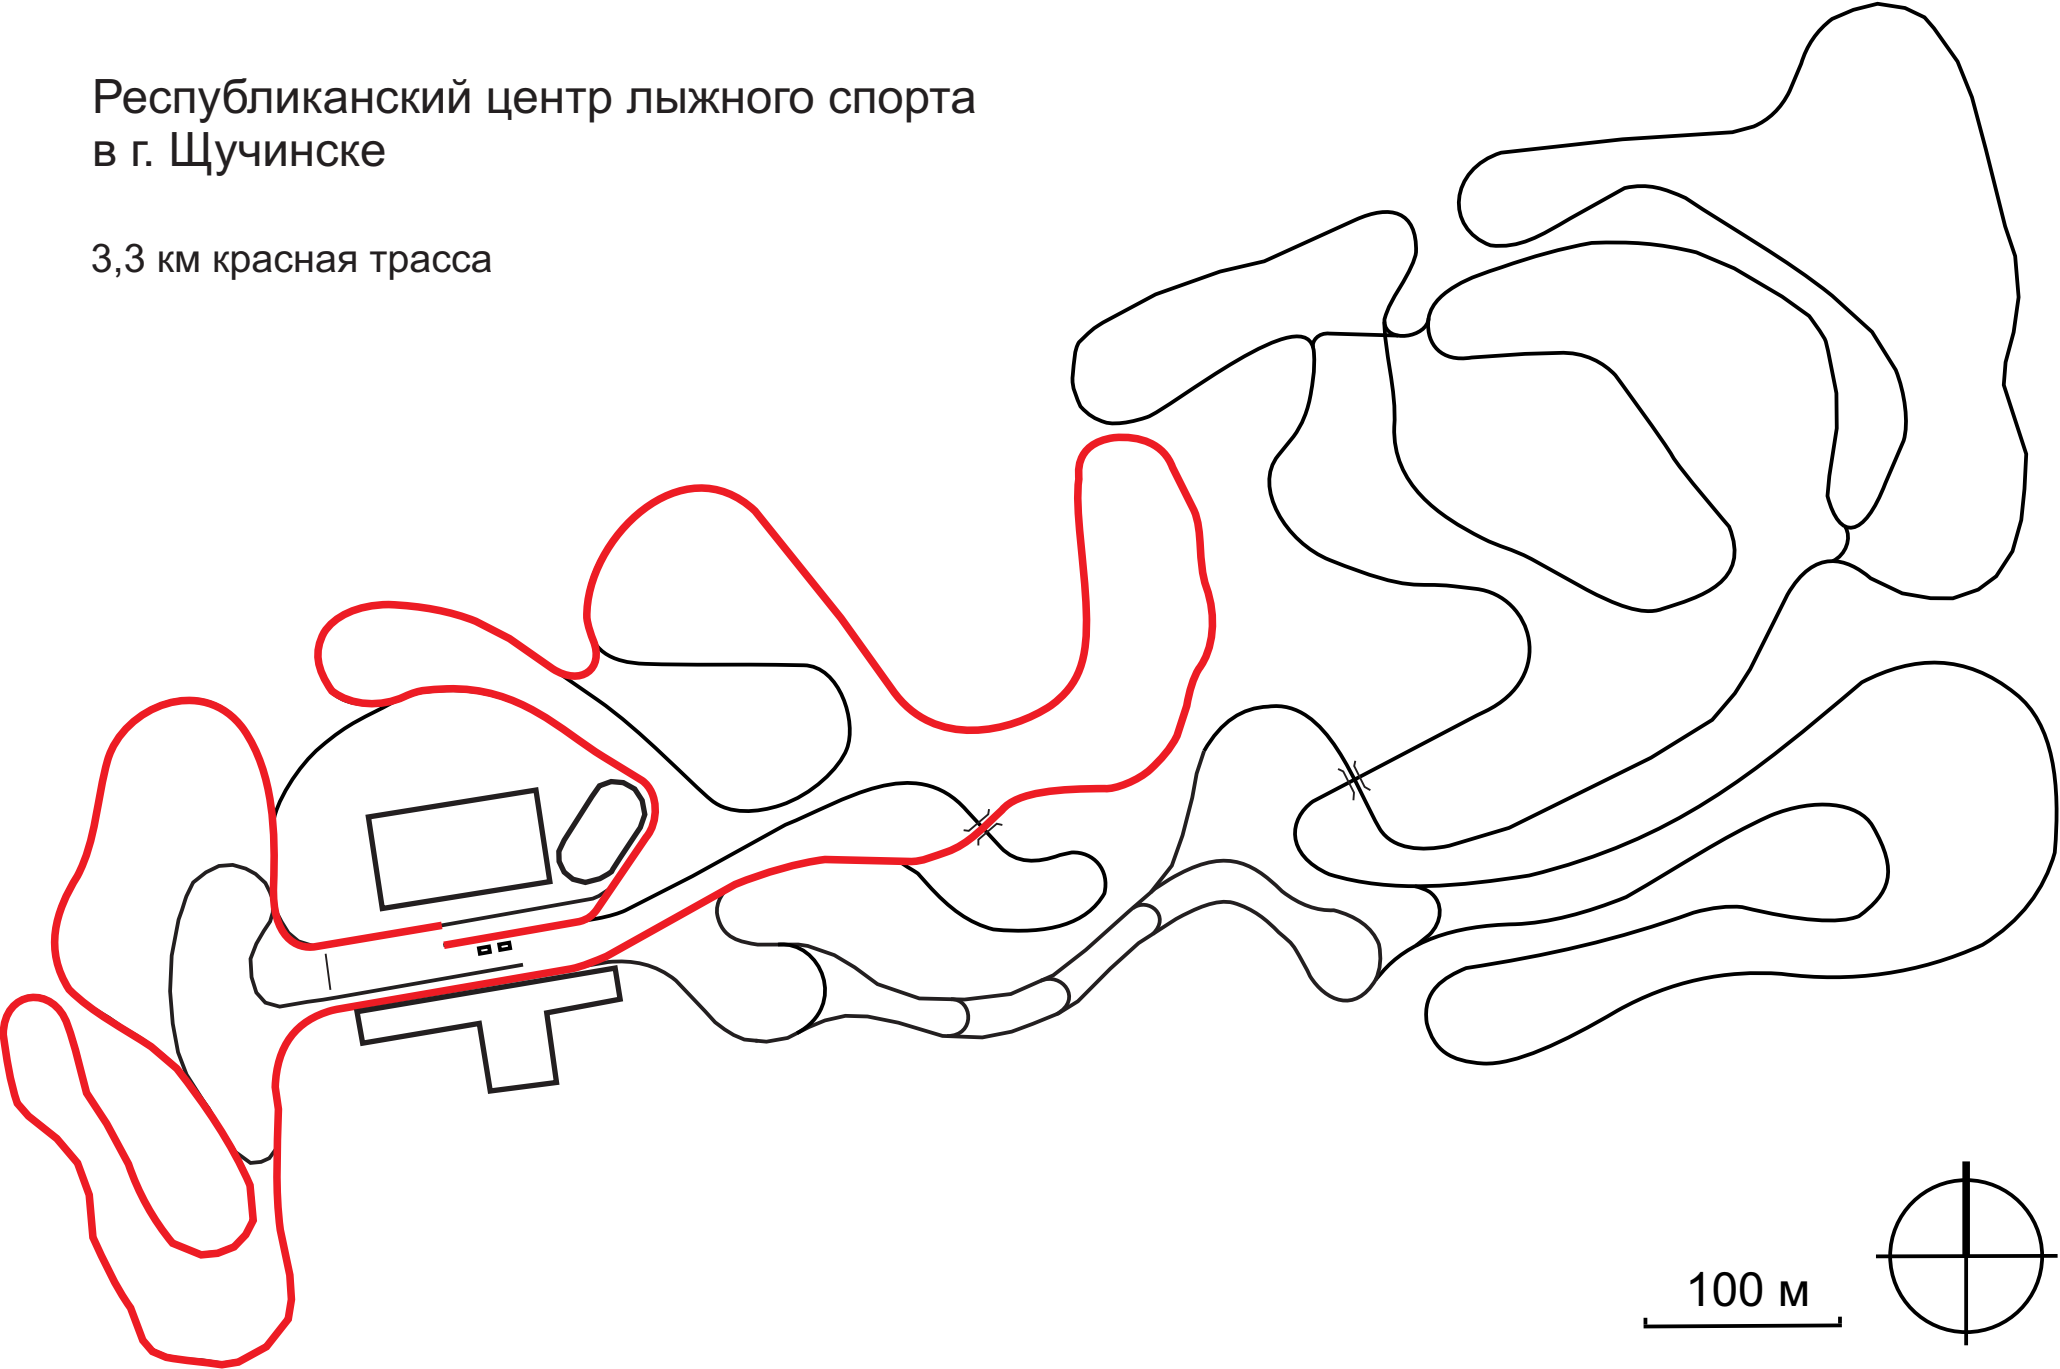 Республиканский центр лыжного спорта
в г. Щучинске
3,3 км красная трасса
100 м